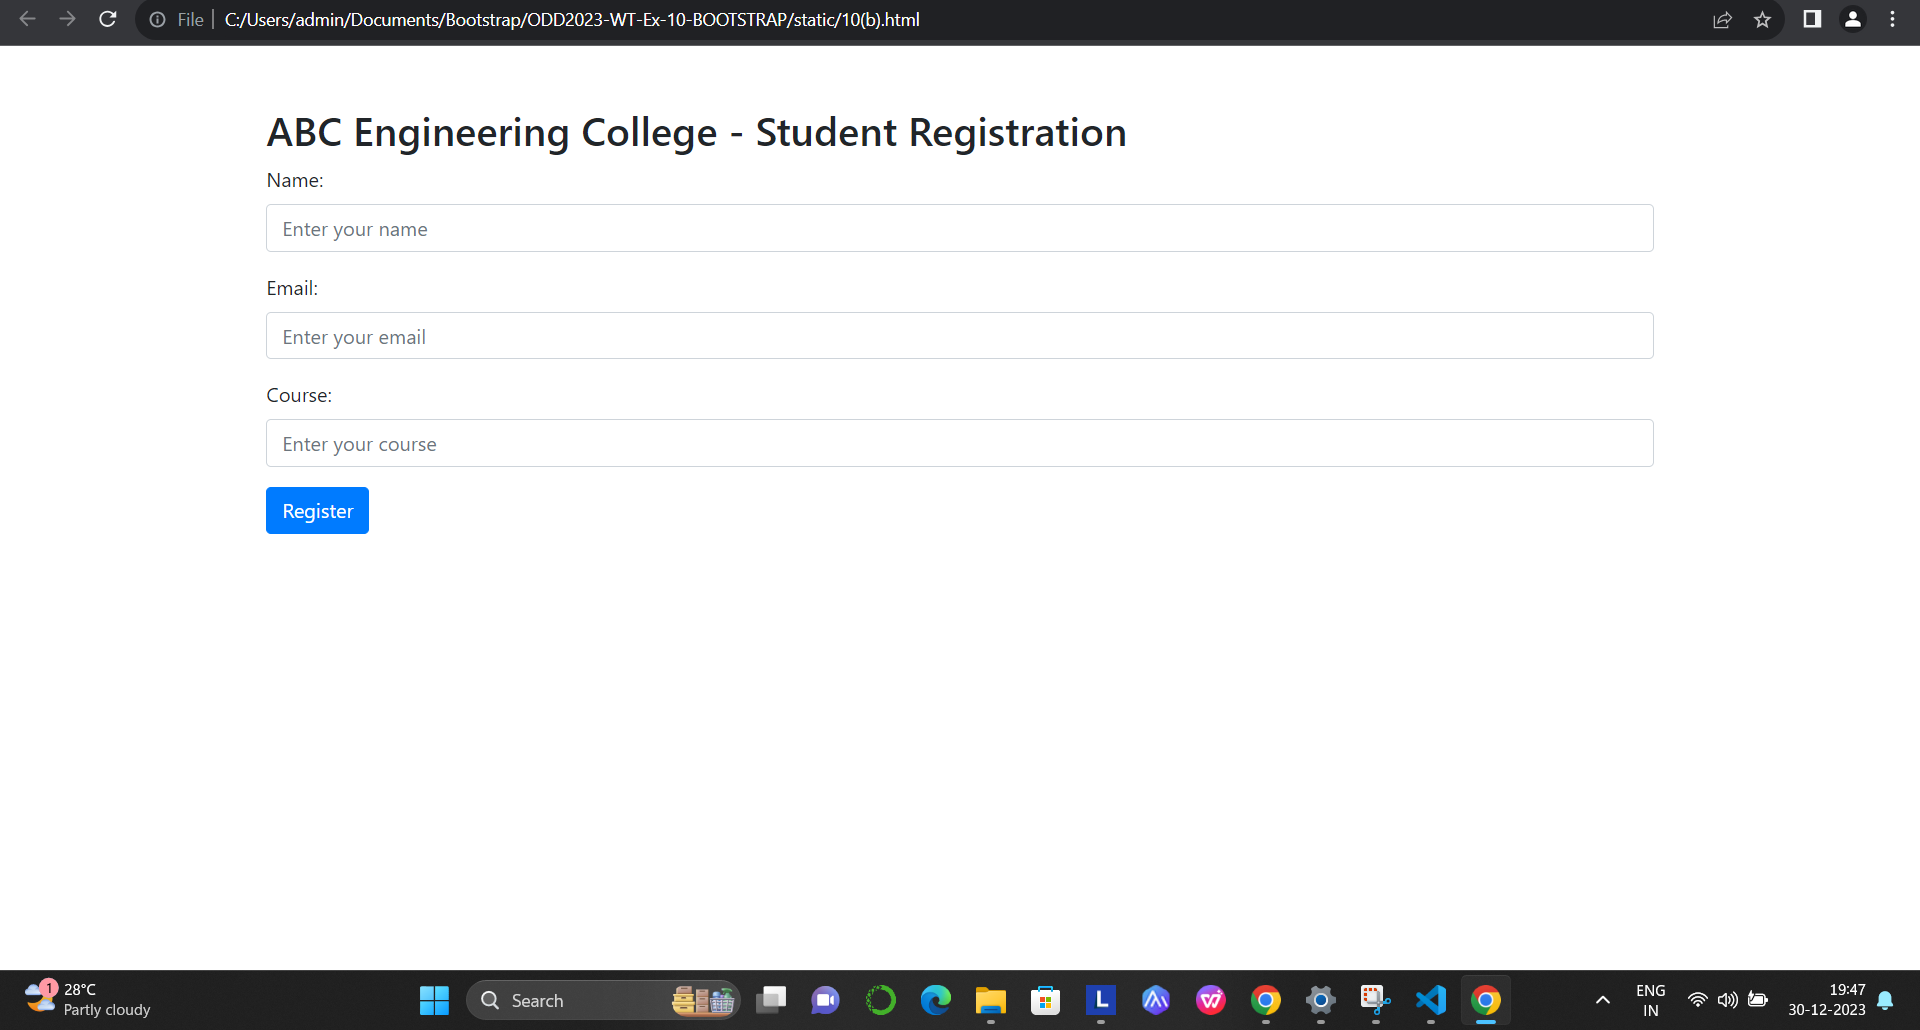 File C:/Users/admin/Documents/Bootstrap/ODD2023-WT-Ex-10-BOOTSTRAP/static/10(b).html
ABC Engineering College - Student Registration
Name:
Enter your name
Email:
Enter your email
Course:
Enter your course
Register
1
28°C
Partly cloudy
Search
L
ENG
IN
19:47
30-12-2023